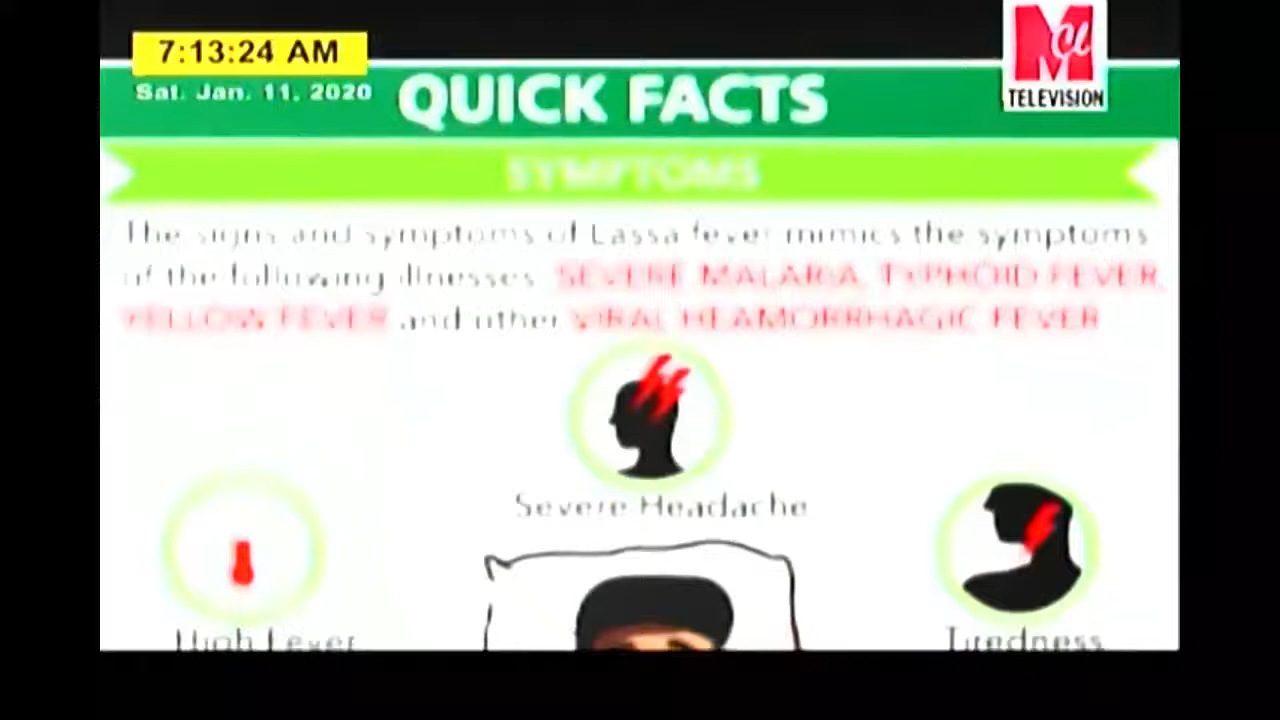 7:13:24 AM
Sat. Jan. 11, 2020
MCL
TELEVISION
QUICK FACTS
SYMPTOMS
The signs and symptoms of Lassa fever mimics the symptoms
of the following illnesses SEVERE MALARIA, TYPHOID FEVER,
YELLOW FEVER and other VIRAL HEAMORRHAGIC FEVER
Severe Headache
High Fever
Tiredness